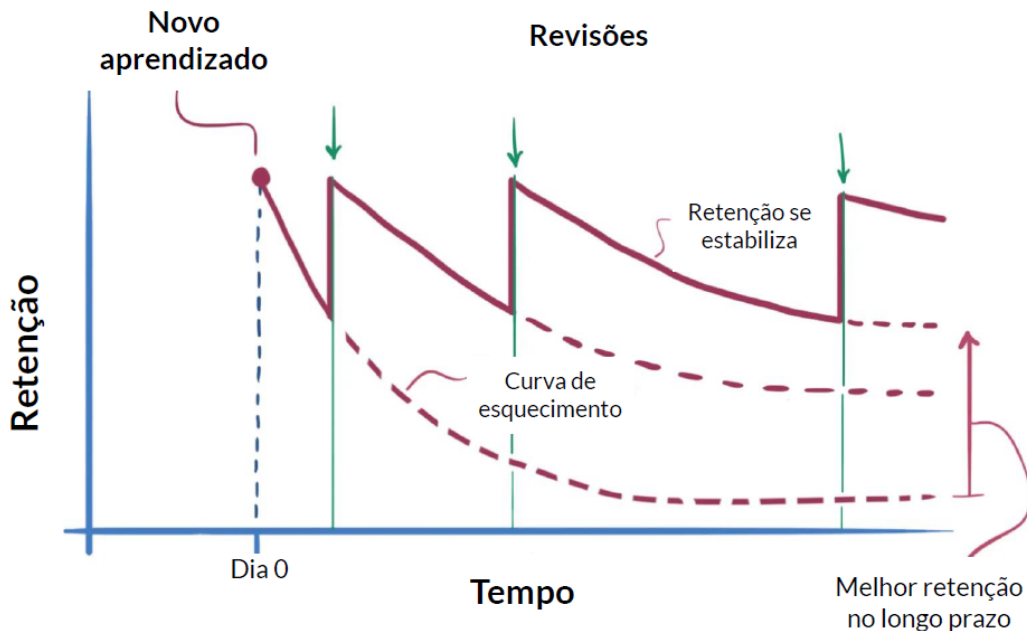 Novo
aprendizado
Revisões
Retenção se
estabiliza
Retenção
Curva de
esquecimento
Dia 0
Tempo
Melhor retenção
no longo prazo